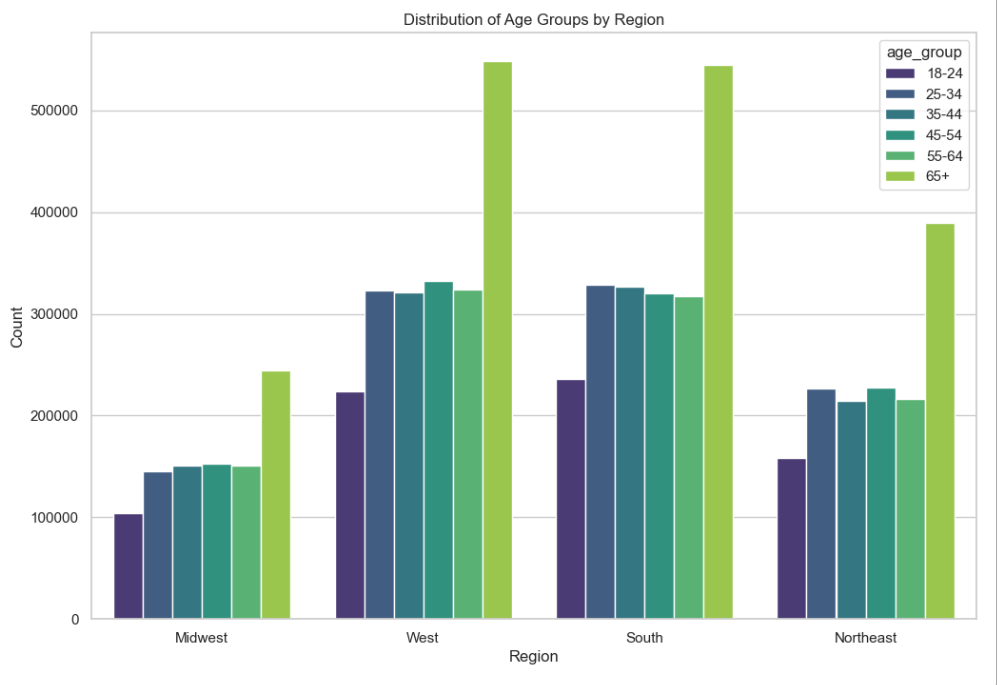 Distribution of Age Groups by Region
age_group
18-24
25-34
35-44
45-54
55-64
65+
500000
400000
300000
200000
100000
0
Count
Midwest West South Northeast
Region